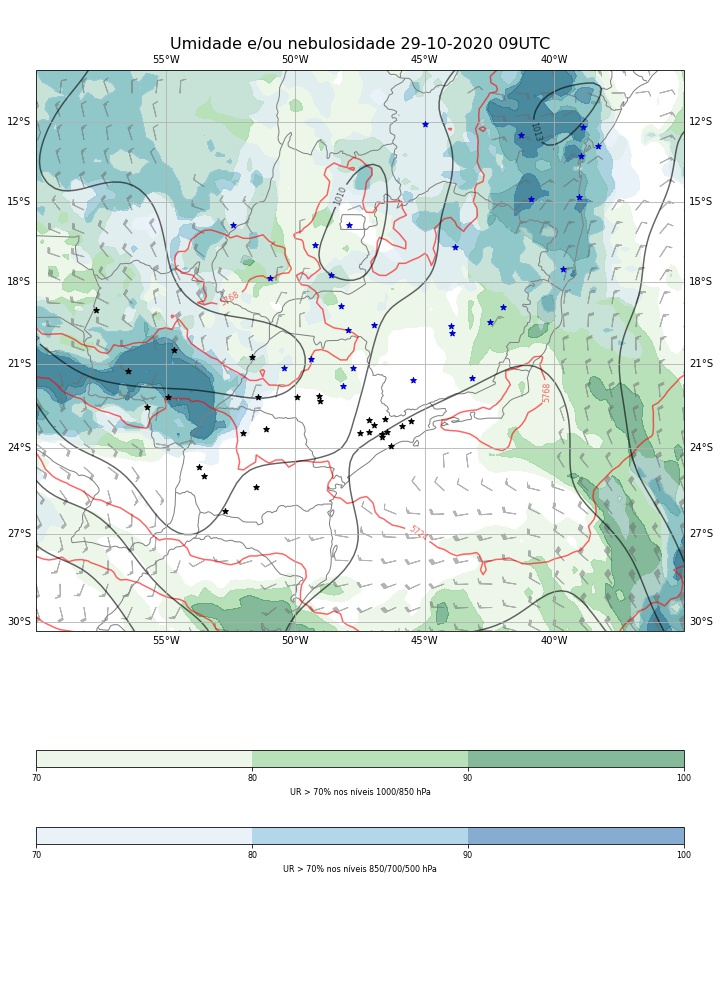 Umidade e/ou nebulosidade 29-10-2020 09UTC
55°W 50°W 45°W 40°W
12°S 12°S
1013
15°S 15°S
1010
18°S 18°S
5768
21°S 21°S
5768
24°S 24°S
27°S 27°S
5724
30°S 30°S
55°W 50°W 45°W 40°W
70 80 90 100
UR > 70% nos níveis 1000/850 hPa
70 80 90 100
UR > 70% nos níveis 850/700/500 hPa